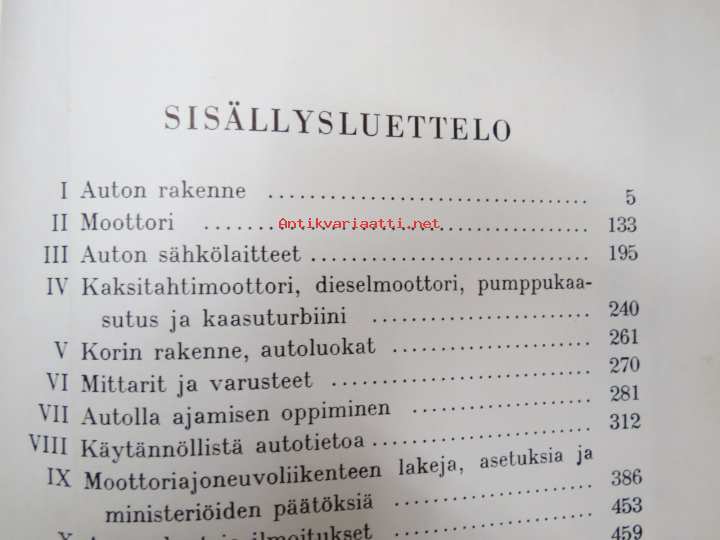 SISÄLLYSLUETTELO
I Auton rakenne .................................. 5
II Moottori .................................. 133
Antikvariaatti.net
III Auton sähkölaitteet .............................. 195
IV Kaksitahtimoottori, dieselmoottori, pumppukaa-
sutus ja kaasuturbiini ........................ 240
V Korin rakenne, autoluokat ...................... 261
VI Mittarit ja varusteet ............................ 270
VII Autolla ajamisen oppiminen .................... 281
VIII Käytännöllistä autotietoa ........................ 312
IX Moottoriajoneuvoliikenteen lakeja, asetuksia ja
ministeriöiden päätöksiä ...................... 386
X ilmoitukset ...................... 453
459